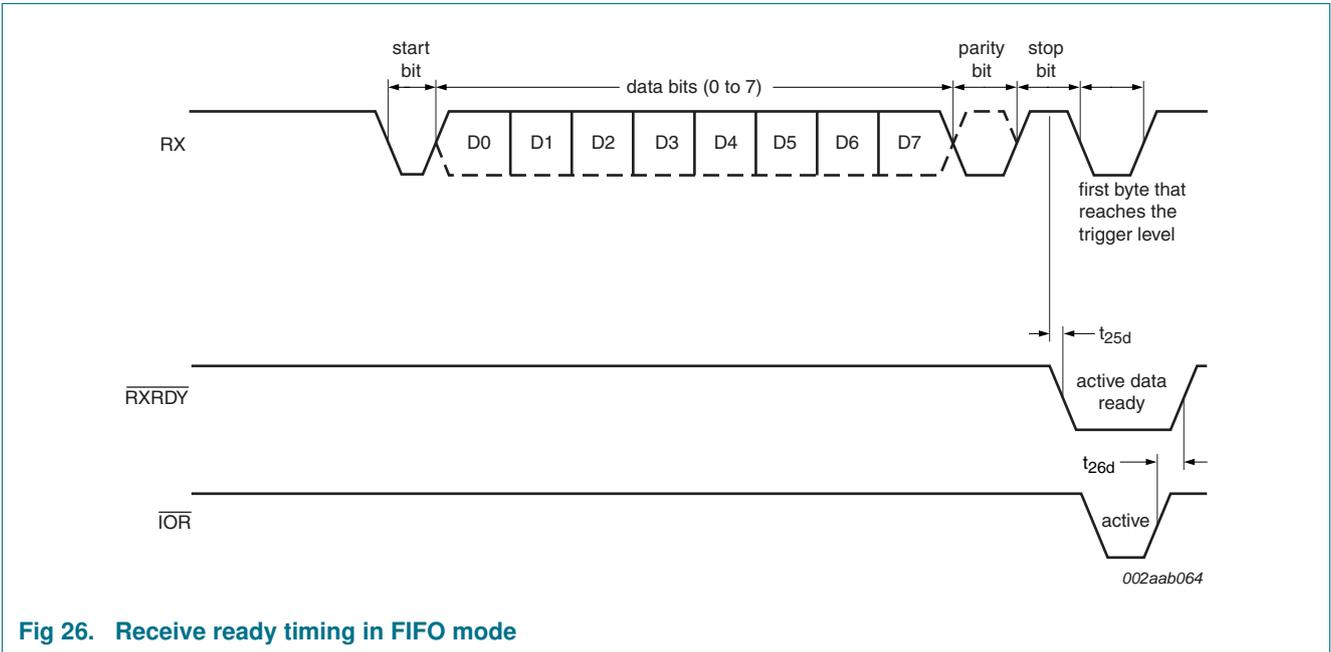 start
bit
data bits (0 to 7)
parity
bit
stop
bit
RX
D0 D1 D2 D3 D4 D5 D6 D7
first byte that
reaches the
trigger level
t25d
RXRDY
active data
ready
t26d
IOR
active
002aab064
Fig 26. Receive ready timing in FIFO mode